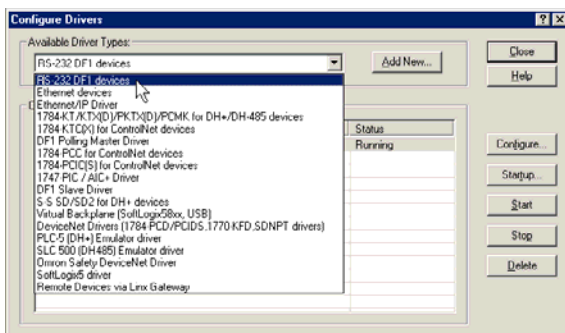 Configure Drivers
Available Driver Types:
RS-232 DF1 devices
Add New...
Close
Help
RS-232 DF1 devices
Ethernet devices
Ethernet/IP Driver
1784-KT/KTX(D)/PKTX(D)/PCMK for DH+/DH-485 devices
1784-KTC(X) for ControlNet devices
DF1 Polling Master Driver
1784-PCC for ControlNet devices
1784-PCIC(S) for ControlNet devices
1747-PIC / AIC+ Driver
DF1 Slave Driver
S-S SD/SD2 for DH+ devices
Virtual Backplane (SoftLogix58xx, USB)
DeviceNet Drivers (1784-PCD/PCIDS,1770-KFD,SDNPT drivers)
PLC-5 (DH+) Emulator driver
SLC 500 (DH485) Emulator driver
Omron Safety DeviceNet Driver
SoftLogix5 driver
Remote Devices via Linx Gateway
Status
Running
Configure...
Startup...
Start
Stop
Delete